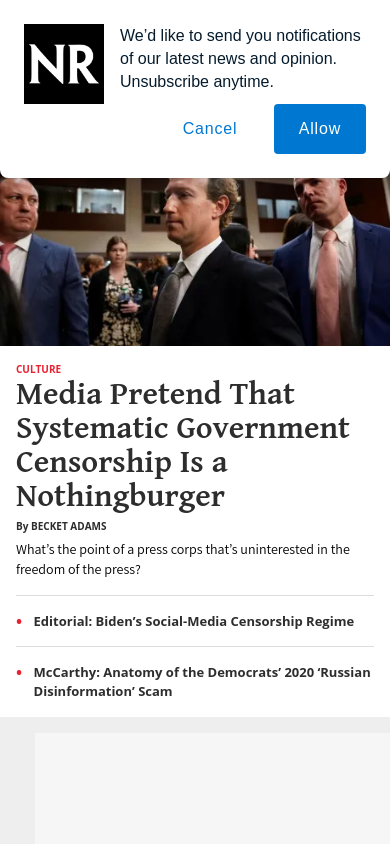 NR
We’d like to send you notifications
of our latest news and opinion.
Unsubscribe anytime.
Cancel
Allow
CULTURE
Media Pretend That
Systematic Government
Censorship Is a
Nothingburger
By BECKET ADAMS
What’s the point of a press corps that’s uninterested in the
freedom of the press?
• Editorial: Biden’s Social-Media Censorship Regime
• McCarthy: Anatomy of the Democrats’ 2020 ‘Russian
Disinformation’ Scam